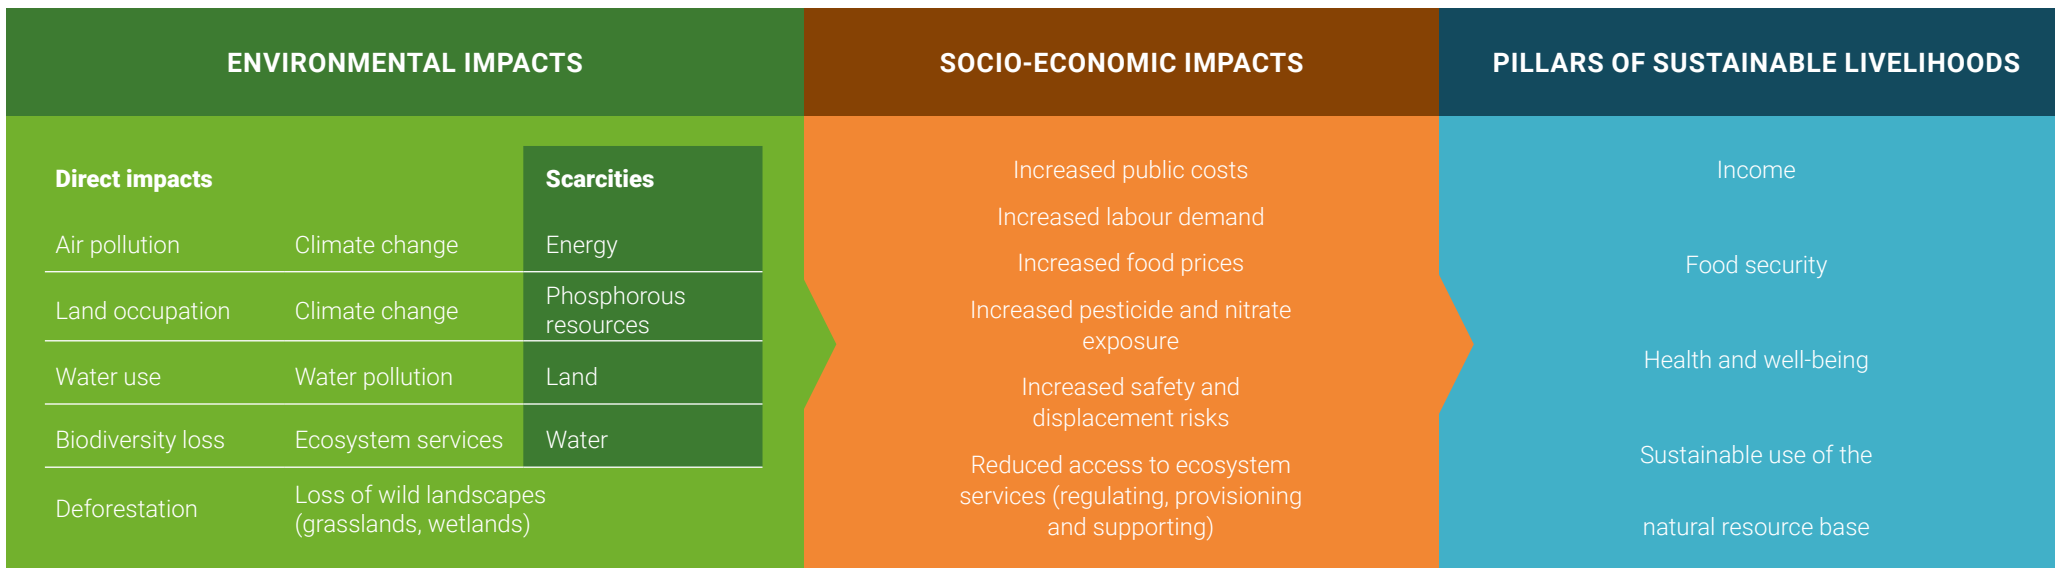 ENVIRONMENTAL IMPACTS
Direct impacts
Scarcities
Air pollution
Climate change
Energy
Land occupation
Climate change
Phosphorous
resources
Water use
Water pollution
Land
Biodiversity loss
Ecosystem services
Water
Deforestation
Loss of wild landscapes
(grasslands, wetlands)
SOCIO-ECONOMIC IMPACTS
Increased public costs
Increased labour demand
Increased food prices
Increased pesticide and nitrate
exposure
Increased safety and
displacement risks
Reduced access to ecosystem
services (regulating, provisioning
and supporting)
PILLARS OF SUSTAINABLE LIVELIHOODS
Income
Food security
Health and well-being
Sustainable use of the
natural resource base